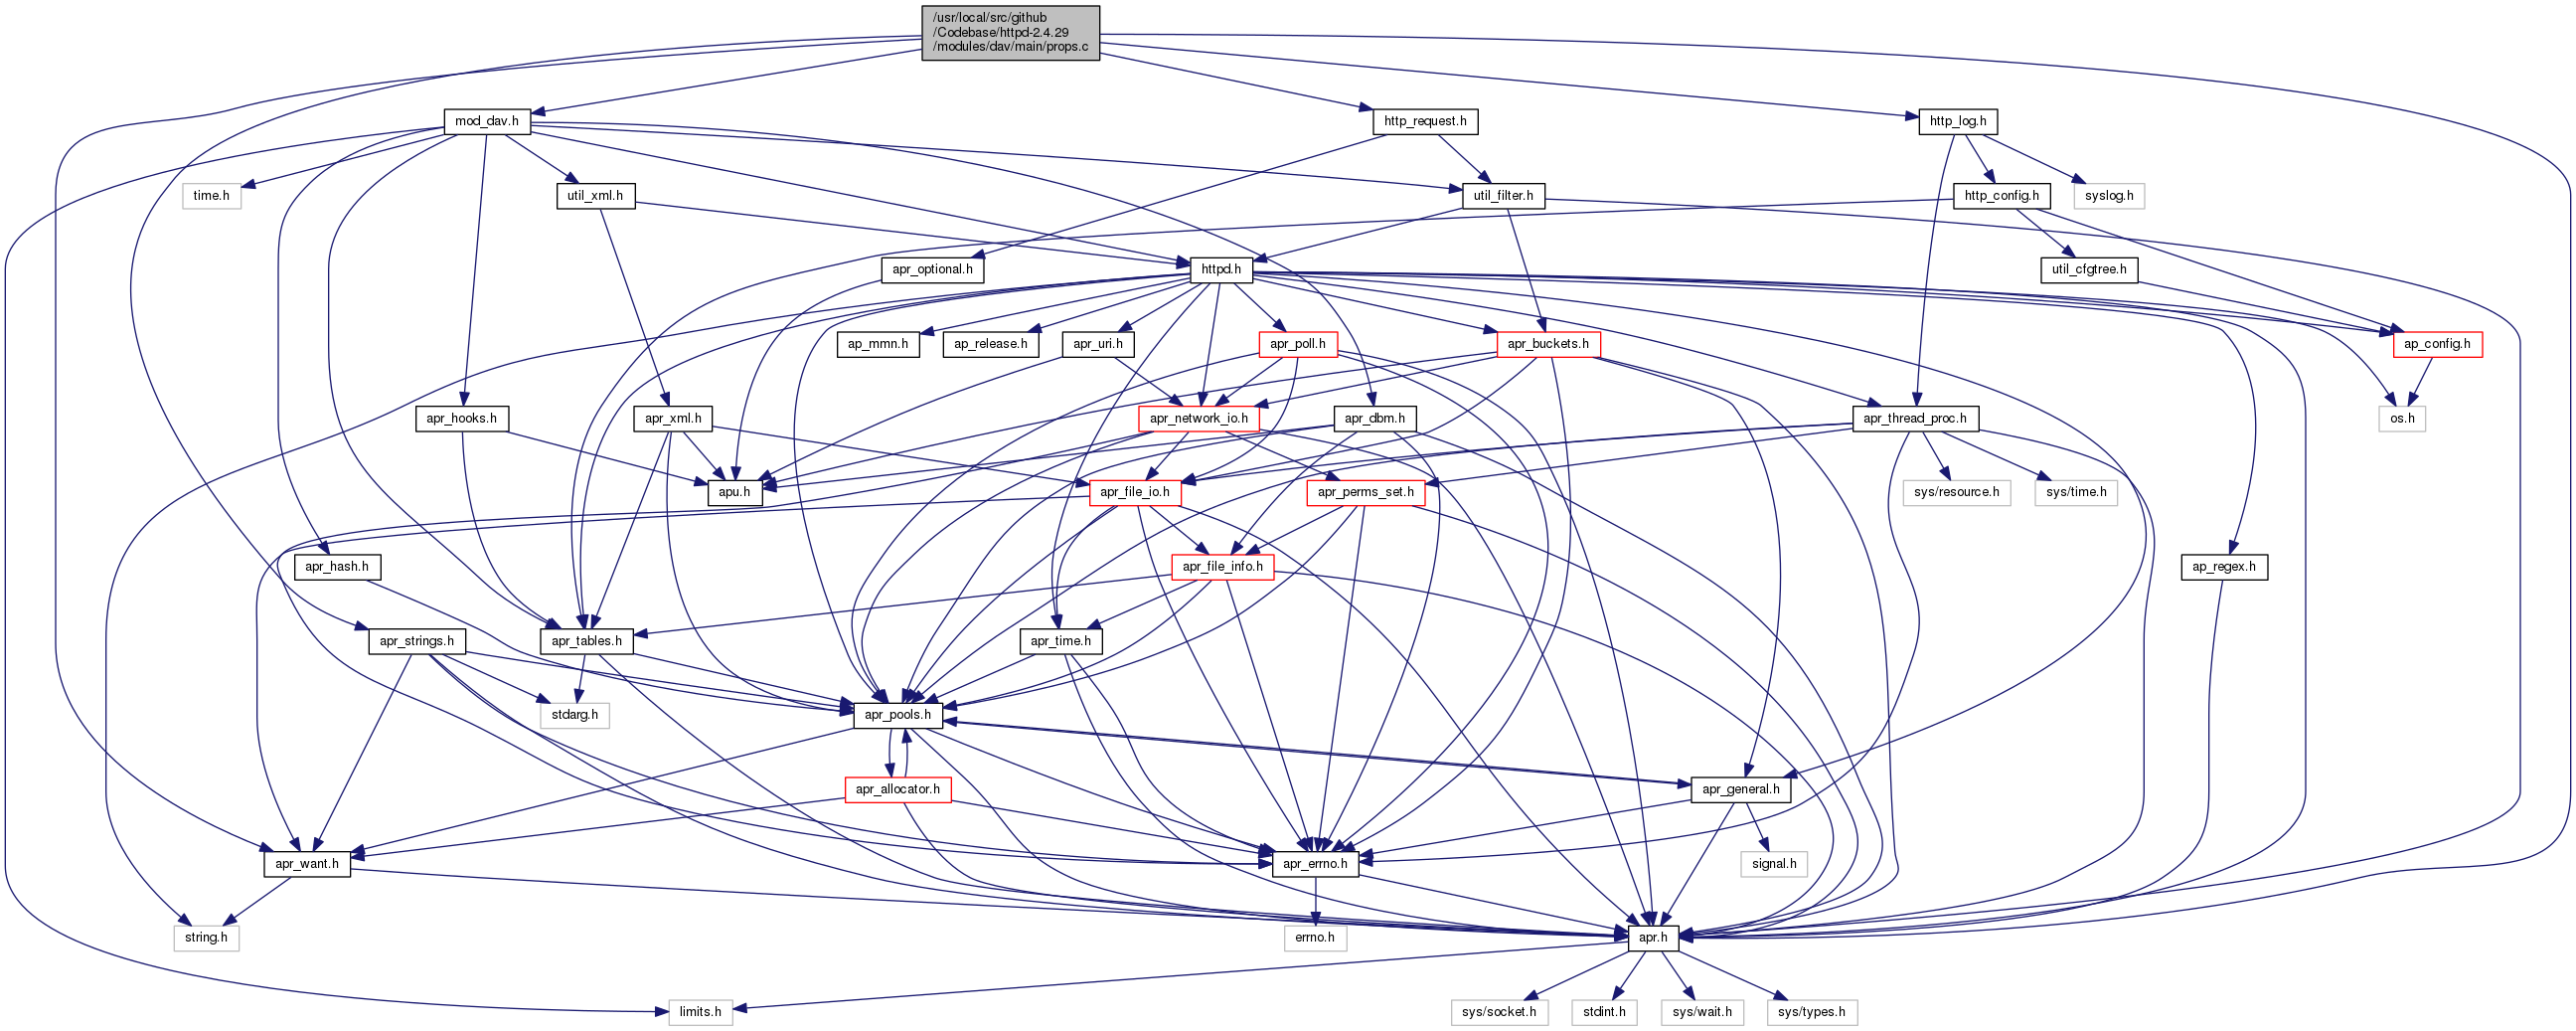 /usr/local/src/github
/Codebase/httpd-2.4.29
/modules/dav/main/props.c
mod_dav.h
http_request.h
http_log.h
time.h
util_xml.h
util_filter.h
http_config.h
syslog.h
apr_optional.h
httpd.h
util_cfgtree.h
ap_mmn.h
ap_release.h
apr_uri.h
apr_poll.h
apr_buckets.h
ap_config.h
apr_hooks.h
apr_xml.h
apr_network_io.h
apr_dbm.h
apr_thread_proc.h
os.h
apu.h
apr_file_io.h
apr_perms_set.h
sys/resource.h
sys/time.h
apr_hash.h
apr_file_info.h
ap_regex.h
apr_strings.h
apr_tables.h
apr_time.h
stdarg.h
apr_pools.h
apr_allocator.h
apr_general.h
apr_want.h
apr_errno.h
signal.h
string.h
errno.h
apr.h
limits.h
sys/socket.h
stdint.h
sys/wait.h
sys/types.h